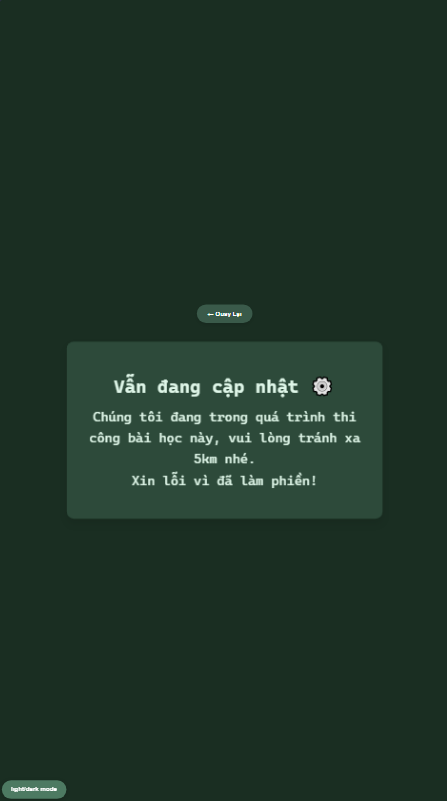 ← Quay Lại
Vẫn đang cập nhật ⚙️
Chúng tôi đang trong quá trình thi
công bài học này, vui lòng tránh xa
5km nhé.
Xin lỗi vì đã làm phiền!
light/dark mode